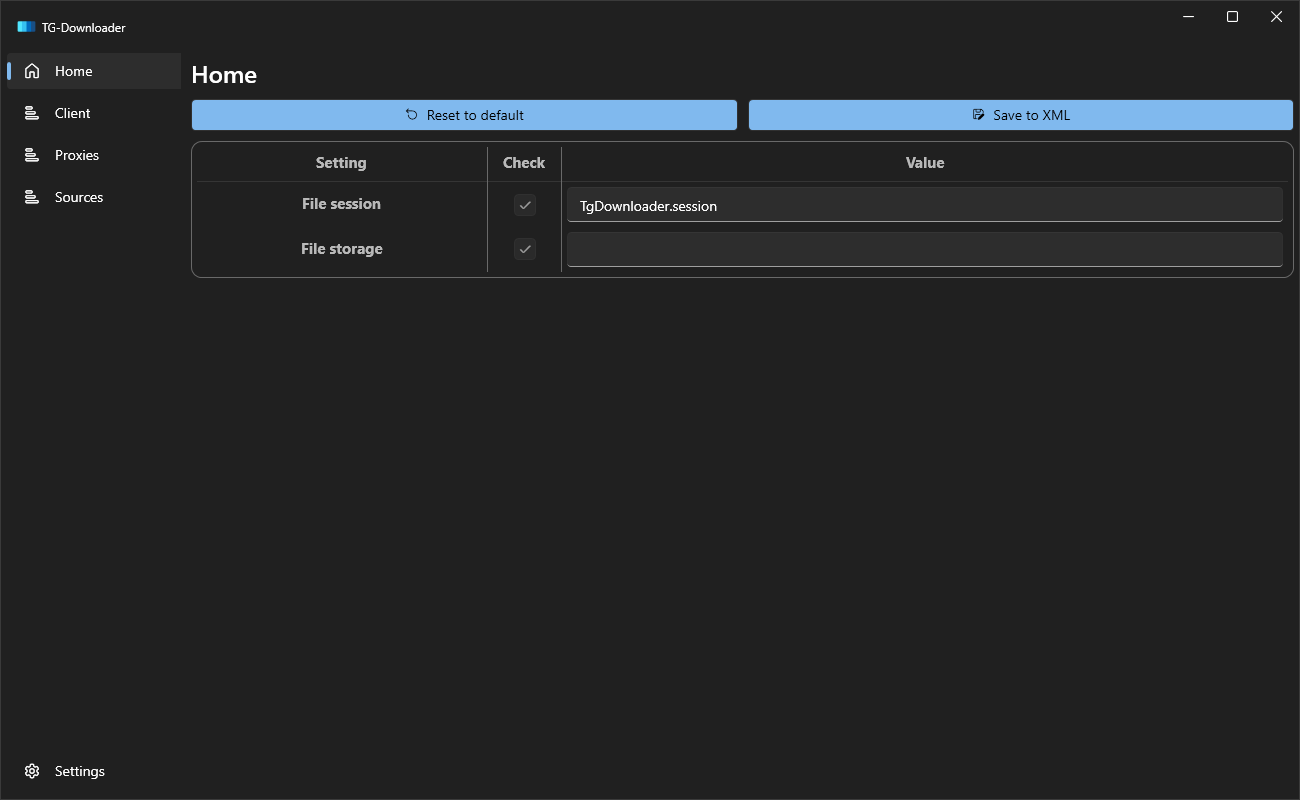 TG-Downloader
Home
Client
Proxies
Sources
Settings
Home
Reset to default
Save to XML
Setting Check Value
File session TgDownloader.session
File storage